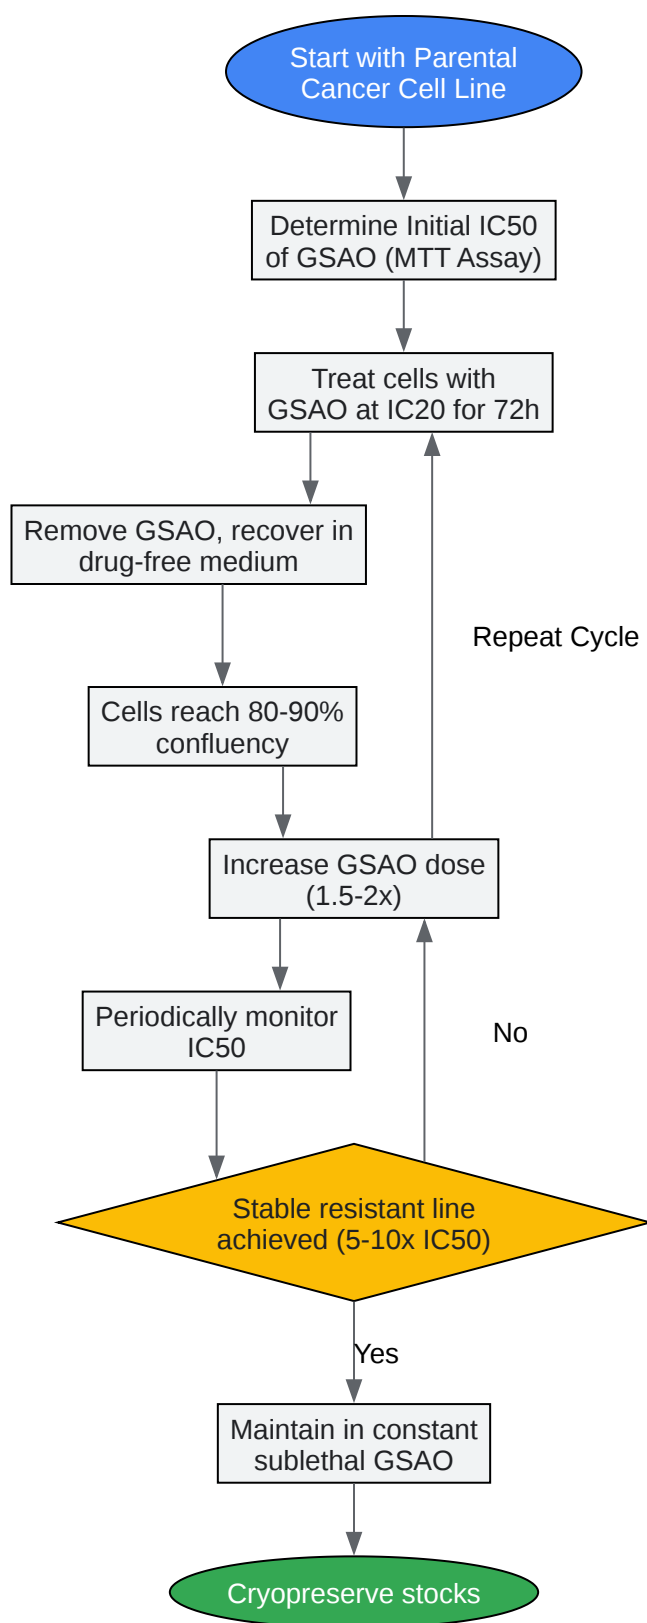 Start with Parental
Cancer Cell Line
Determine Initial IC50
of GSAO (MTT Assay)
Treat cells with
GSAO at IC20 for 72h
Remove GSAO, recover in
drug-free medium
Repeat Cycle
Cells reach 80-90%
confluency
Increase GSAO dose
(1.5-2x)
Periodically monitor
IC50
No
Stable resistant line
achieved (5-10x IC50)
Yes
Maintain in constant
sublethal GSAO
Cryopreserve stocks